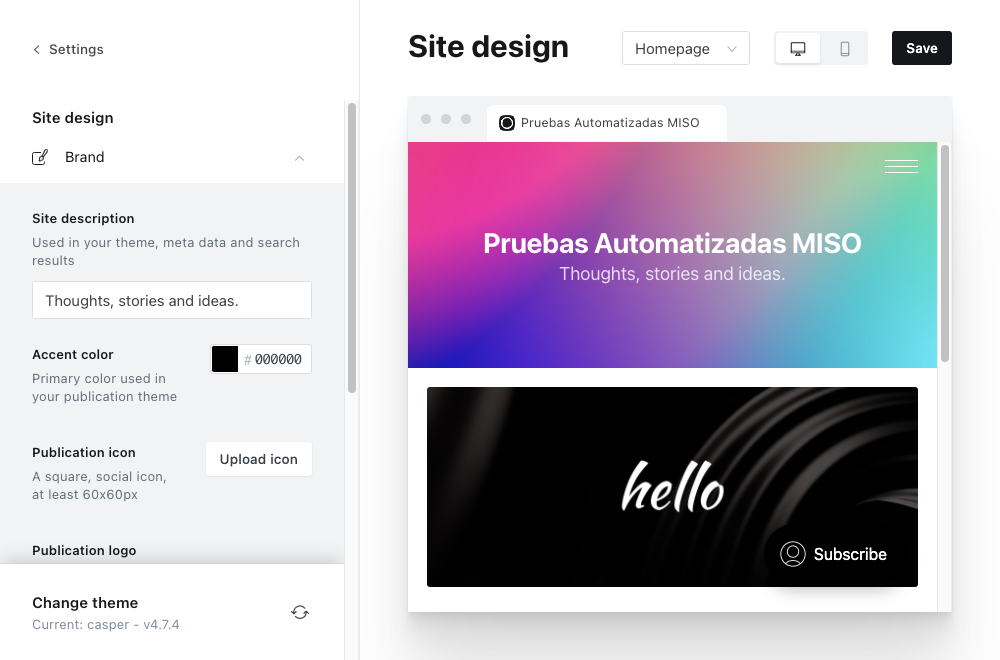 Settings
Site design
Brand
Site description
Used in your theme, meta data and search
results
Thoughts, stories and ideas.
Accent color
# 000000
Primary color used in
your publication theme
Publication icon
Upload icon
A square, social icon,
at least 60x60px
Publication logo
Change theme
Current: casper - v4.7.4
Site design
Homepage
Save
Pruebas Automatizadas MISO
Pruebas Automatizadas MISO
Thoughts, stories and ideas.
hello
Subscribe